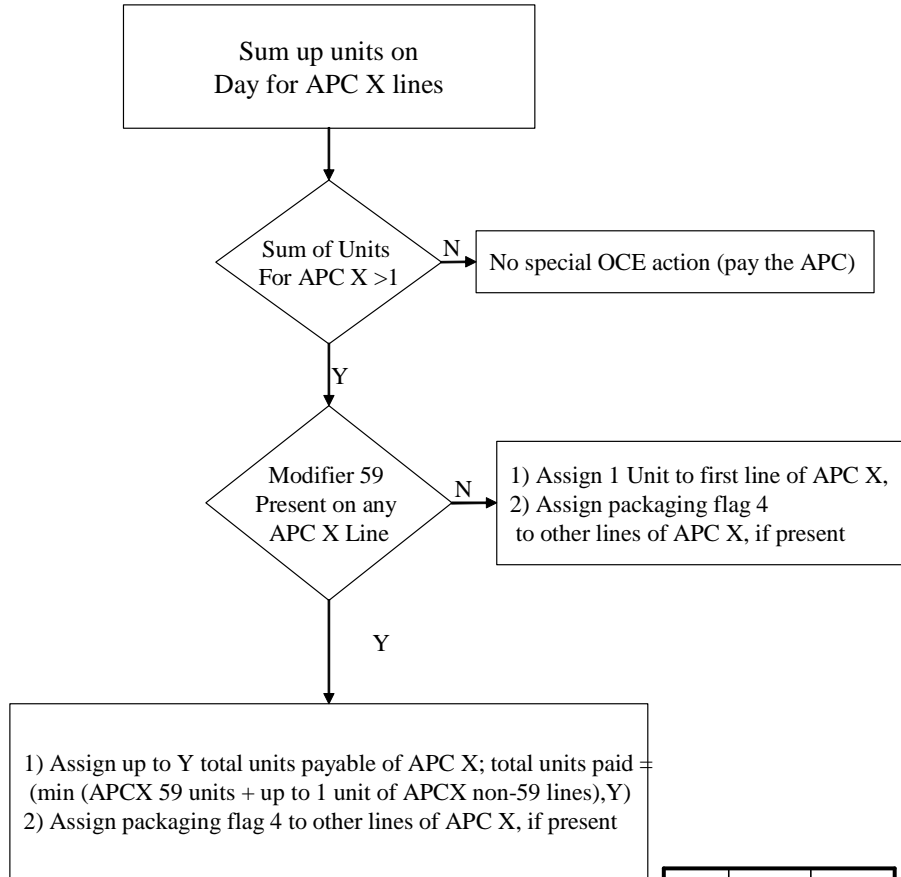 Sum up units on
Day for APC X lines
Sum of Units
For APC X >1
N
No special OCE action (pay the APC)
Y
Modifier 59
Present on any
APC X Line
N
1) Assign 1 Unit to first line of APC X,
2) Assign packaging flag 4
to other lines of APC X, if present
Y
1) Assign up to Y total units payable of APC X; total units paid =
(min (APCX 59 units + up to 1 unit of APCX non-59 lines),Y)
2) Assign packaging flag 4 to other lines of APC X, if present